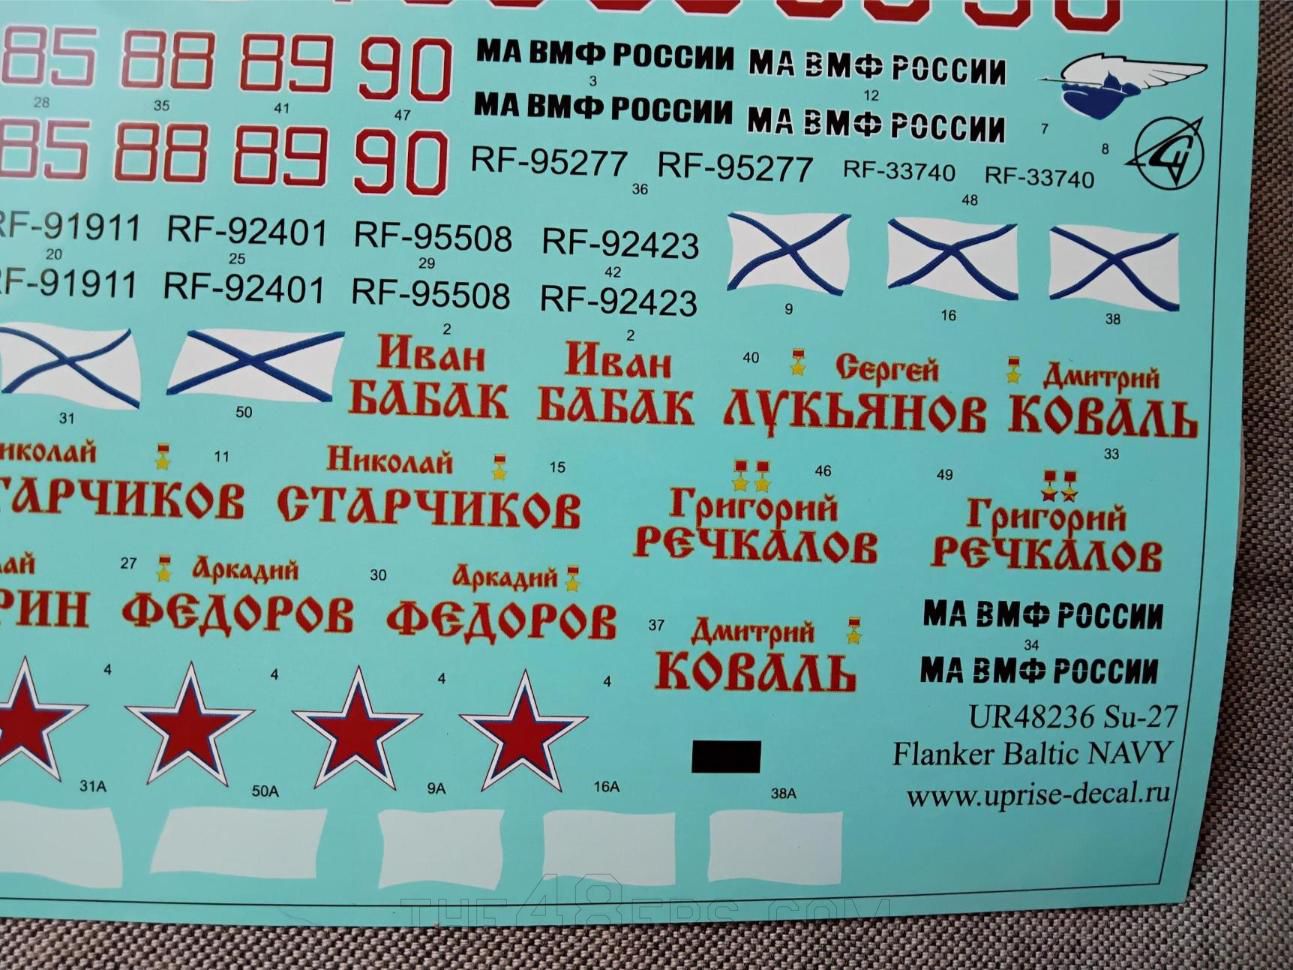 85 88 89 90 МА ВМФ РОССИИ МА ВМФ РОССИИ
28 35 41 47 3 12
МА ВМФ РОССИИ МА ВМФ РОССИИ 7 8
85 88 89 90 RF-95277 RF-95277 RF-33740 RF-33740
36 48
RF-91911 RF-92401 RF-95508 RF-92423
20 25 29 42
RF-91911 RF-92401 RF-95508 RF-92423
9 16 38
2 2
Иван Иван 40 Сергей Дмитрий
БАБАК БАБАК ЛУКЬЯНОВ КОВАЛЬ
31 50 33
11 Николай 15 46 49
СТАРЧИКОВ Григорий Григорий
РЕЧКАЛОВ РЕЧКАЛОВ
27 Аркадий 30 Аркадий
ФЕДОРОВ ФЕДОРОВ
МА ВМФ РОССИИ
34
МА ВМФ РОССИИ
37 Дмитрий
КОВАЛЬ
4 4 4 4
UR48236 Su-27
Flanker Baltic NAVY
www.uprise-decal.ru
31A 50A 9A 16A 38A
THE48ERS.COM